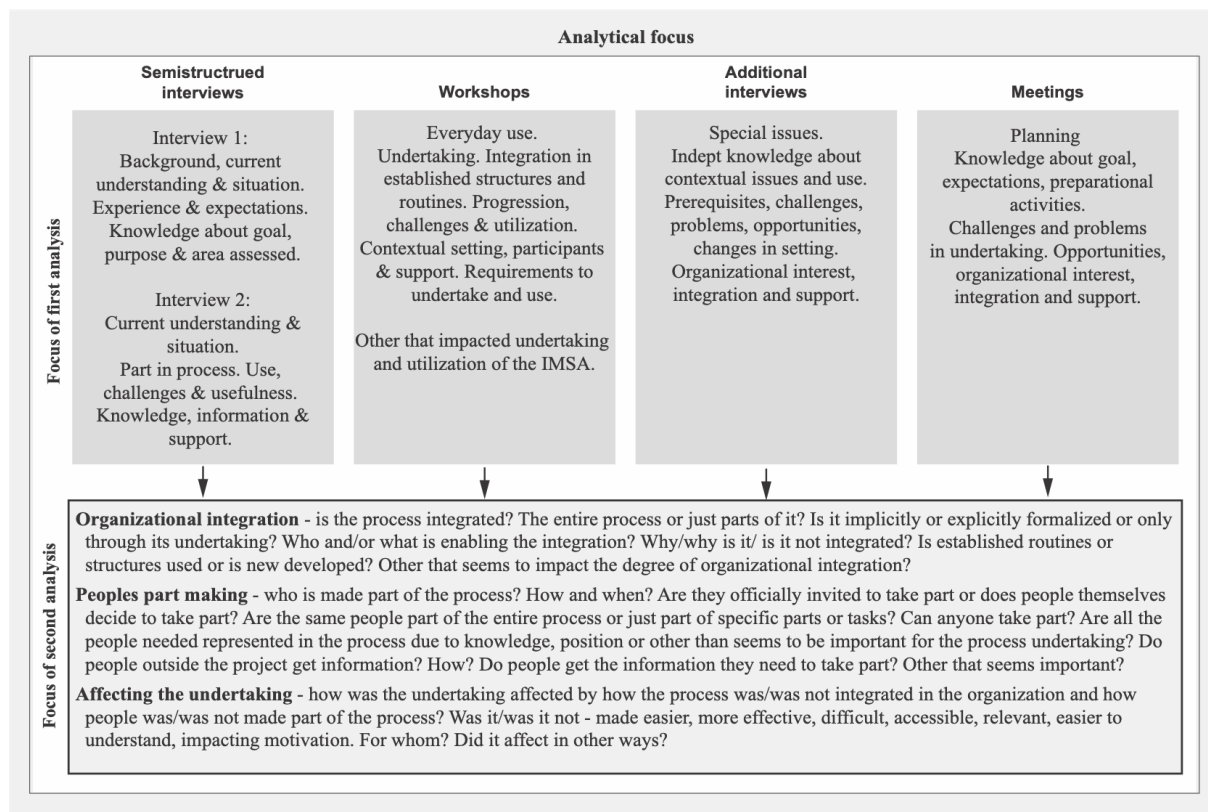 Analytical focus
Semistructrued
interviews
Workshops
Additional
interviews
Meetings
Focus of first analysis
Interview 1:
Background, current
understanding & situation.
Experience & expectations.
Knowledge about goal,
purpose & area assessed.
Interview 2:
Current understanding &
situation.
Part in process. Use,
challenges & usefulness.
Knowledge, information &
support.
Everyday use.
Undertaking. Integration in
established structures and
routines. Progression,
challenges & utilization.
Contextual setting, participants
& support. Requirements to
undertake and use.
Other that impacted undertaking
and utilization of the IMSA.
Special issues.
Indept knowledge about
contextual issues and use.
Prerequisites, challenges,
problems, opportunities,
changes in setting.
Organizational interest,
integration and support.
Planning
Knowledge about goal,
expectations, preparational
activities.
Challenges and problems
in undertaking. Opportunities,
organizational interest,
integration and support.
Focus of second analysis
Organizational integration - is the process integrated? The entire process or just parts of it? Is it implicitly or explicitly formalized or only
through its undertaking? Who and/or what is enabling the integration? Why/why is it/ is it not integrated? Is established routines or
structures used or is new developed? Other that seems to impact the degree of organizational integration?
Peoples part making - who is made part of the process? How and when? Are they officially invited to take part or does people themselves
decide to take part? Are the same people part of the entire process or just part of specific parts or tasks? Can anyone take part? Are all the
people needed represented in the process due to knowledge, position or other than seems to be important for the process undertaking? Do
people outside the project get information? How? Do people get the information they need to take part? Other that seems important?
Affecting the undertaking - how was the undertaking affected by how the process was/was not integrated in the organization and how
people was/was not made part of the process? Was it/was it not - made easier, more effective, difficult, accessible, relevant, easier to
understand, impacting motivation. For whom? Did it affect in other ways?